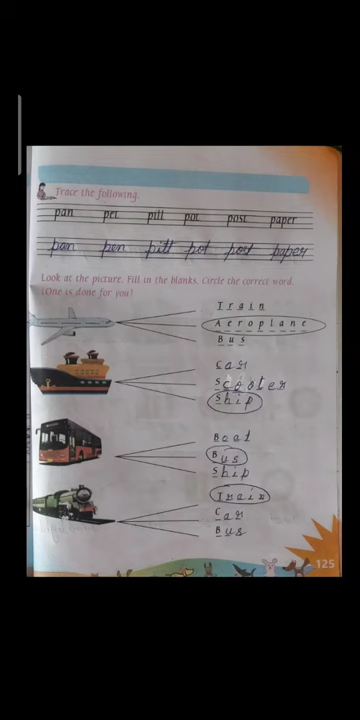 Trace the following.
pan pet pill pot post paper
pan pen pill pot post paper
Look at the picture. Fill in the blanks. Circle the correct word.
(One is done for you)
Train
Aeroplane
Bus
Car
Scooter
Ship
Boat
Bus
Ship
Train
Car
Bus
125